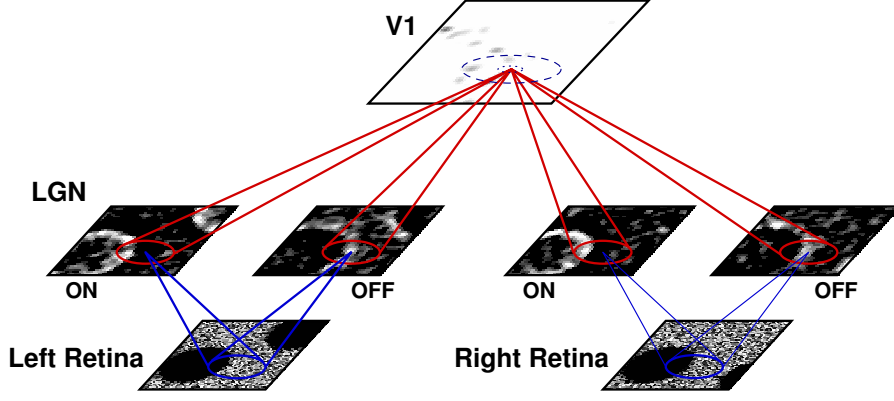 V1
LGN
ON
OFF
ON
OFF
Left Retina
Right Retina